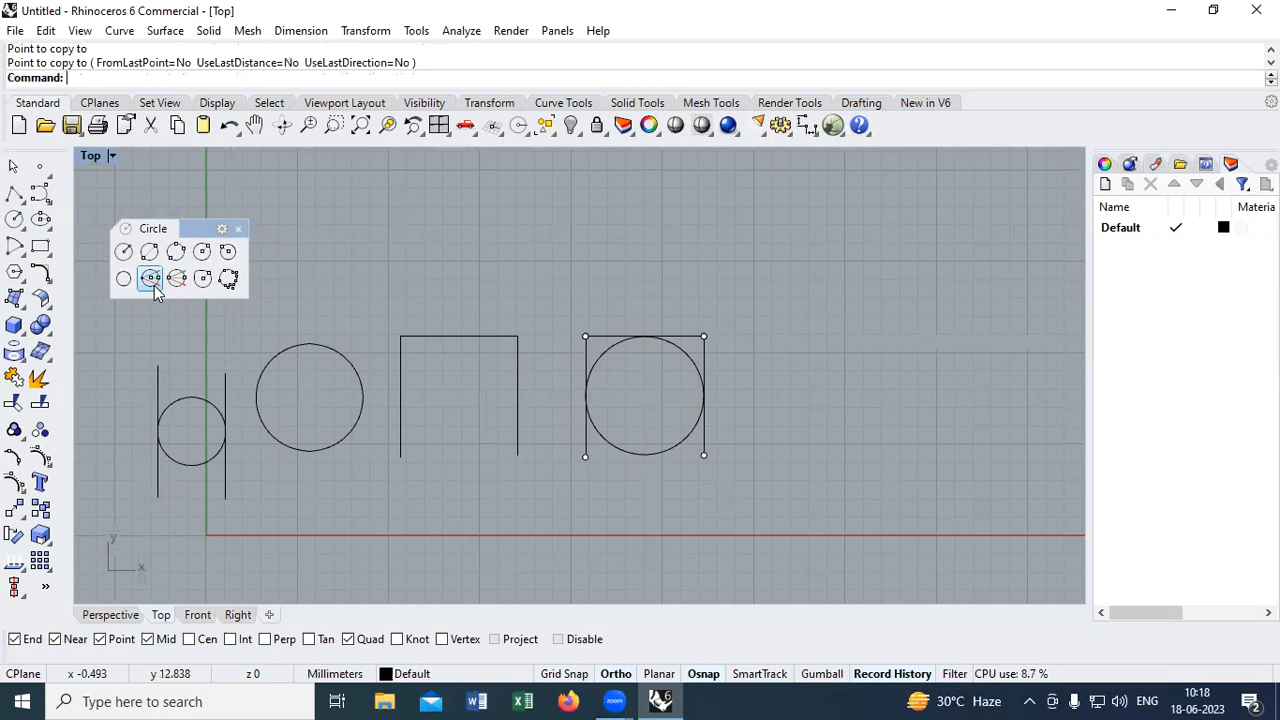 Untitled - Rhinoceros 6 Commercial - [Top]
File Edit View Curve Surface Solid Mesh Dimension Transform Tools Analyze Render Panels Help
Point to copy to
Point to copy to ( FromLastPoint=No UseLastDistance=No UseLastDirection=No )
Command:
Standard CPlanes Set View Display Select Viewport Layout Visibility Transform Curve Tools Solid Tools Mesh Tools Render Tools Drafting New in V6
Top
Name Materia
Default
Circle
y
x
Perspective Top Front Right
End Near Point Mid Cen Int Perp Tan Quad Knot Vertex Project Disable
CPlane x -0.493 y 12.838 z 0 Millimeters Default Grid Snap Ortho Planar Osnap SmartTrack Gumball Record History Filter CPU use: 8.7 %
Type here to search zoom 6 30°C Haze ENG 10:18
18-06-2023 2